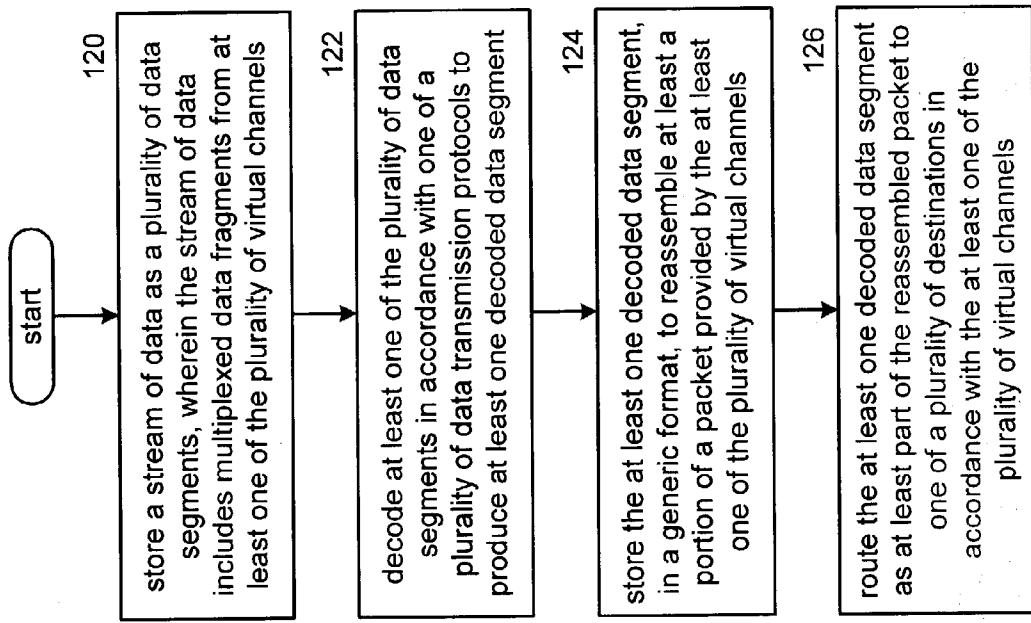 start
120
store a stream of data as a plurality of data
segments, wherein the stream of data
includes multiplexed data fragments from at
least one of the plurality of virtual channels
122
decode at least one of the plurality of data
segments in accordance with one of a
plurality of data transmission protocols to
produce at least one decoded data segment
124
store the at least one decoded data segment,
in a generic format, to reassemble at least a
portion of a packet provided by the at least
one of the plurality of virtual channels
126
route the at least one decoded data segment
as at least part of the reassembled packet to
one of a plurality of destinations in
accordance with the at least one of the
plurality of virtual channels